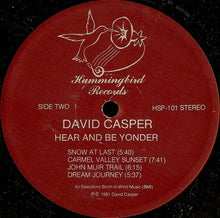 Hummingbird
Records
SIDE TWO
HSP-101 STEREO
DAVID CASPER
HEAR AND BE YONDER
SNOW AT LAST (5:40)
CARMEL VALLEY SUNSET (7:41)
JOHN MUIR TRAIL (6:15)
DREAM JOURNEY (5:37)
All Selections Birch-in-Wind Music (BMI)
℗© 1981 David Casper